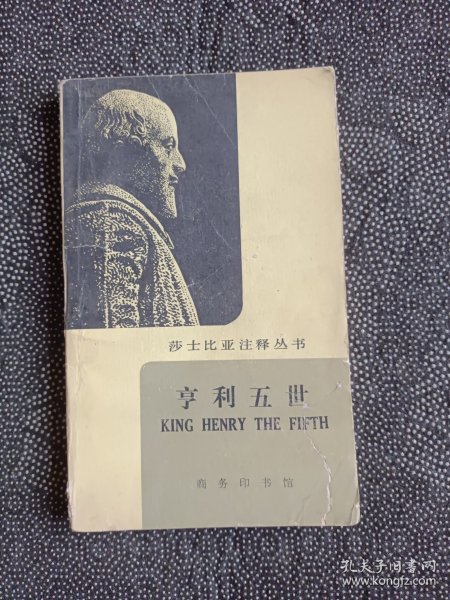 莎士比亚注释丛书
亨利五世
KING HENRY THE FIFTH
商务印书馆
孔夫子旧书网
www.kongfz.com